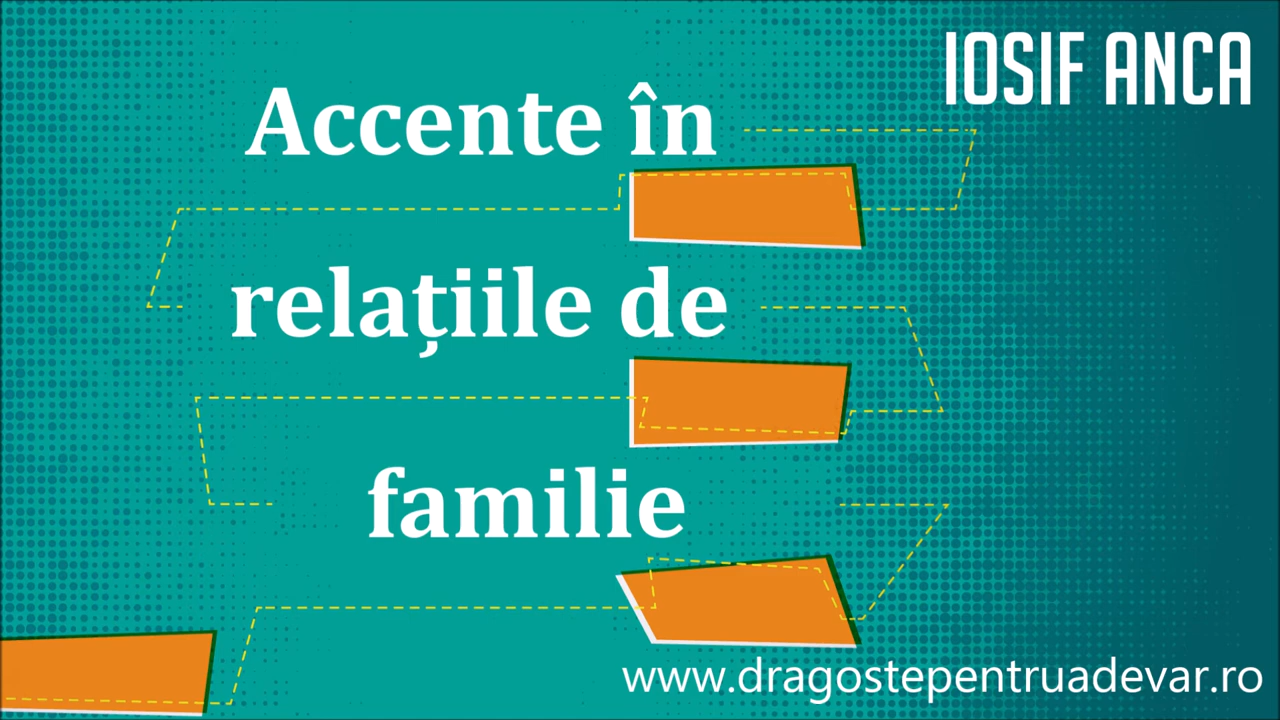 IOSIF ANCA
Accente în
relațiile de
familie
www.dragostepentruadevar.ro